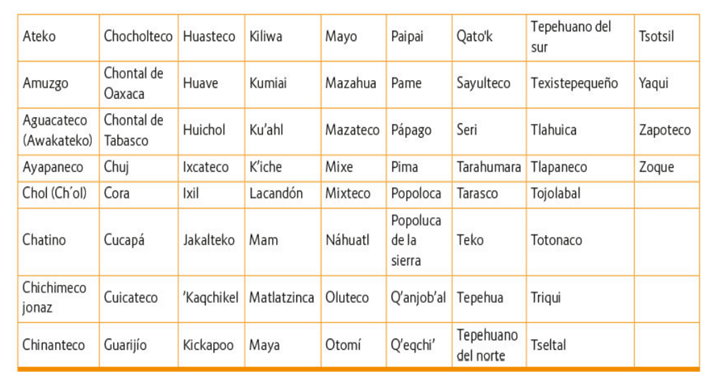 Ateko Chocholteco Huasteco Kiliwa Mayo Paipai Qato'k Tepehuano del sur Tsotsil
Amuzgo Chontal de Oaxaca Huave Kumiai Mazahua Pame Sayulteco Texistepequeño Yaqui
Aguacateco (Awakateko) Chontal de Tabasco Huichol Ku'ahl Mazateco Pápago Seri Tlahuica Zapoteco
Ayapaneco Chuj Ixcateco K'iche Mixe Pima Tarahumara Tlapaneco Zoque
Chol (Ch´ol) Cora Ixil Lacandón Mixteco Popoloca Tarasco Tojolabal
Chatino Cucapá Jakalteko Mam Náhuatl Popoluca de la sierra Teko Totonaco
Chichimeco jonaz Cuicateco 'Kaqchikel Matlatzinca Oluteco Q'anjob'al Tepehua Triqui
Chinanteco Guarijío Kickapoo Maya Otomí Q'eqchi' Tepehuano del norte Tseltal